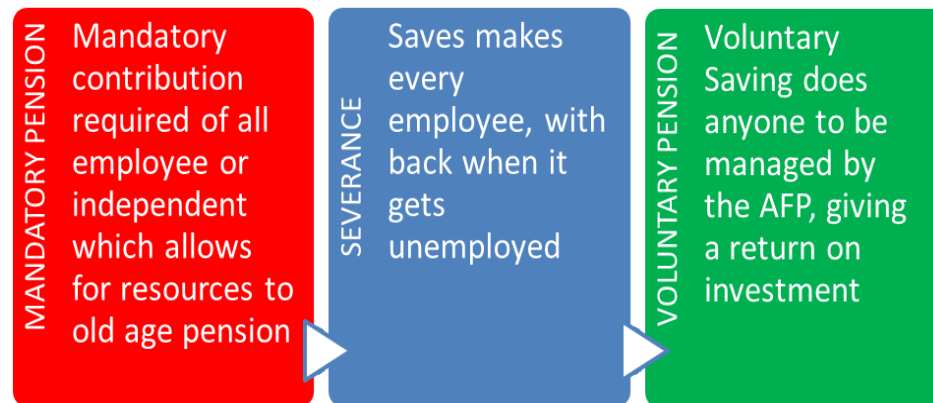 MANDATORY PENSION
Mandatory
contribution
required of all
employee or
independent
which allows
for resources to
old age pension
SEVERANCE
Saves makes
every
employee, with
back when it
gets
unemployed
VOLUNTARY PENSION
Voluntary
Saving does
anyone to be
managed by
the AFP, giving
a return on
investment